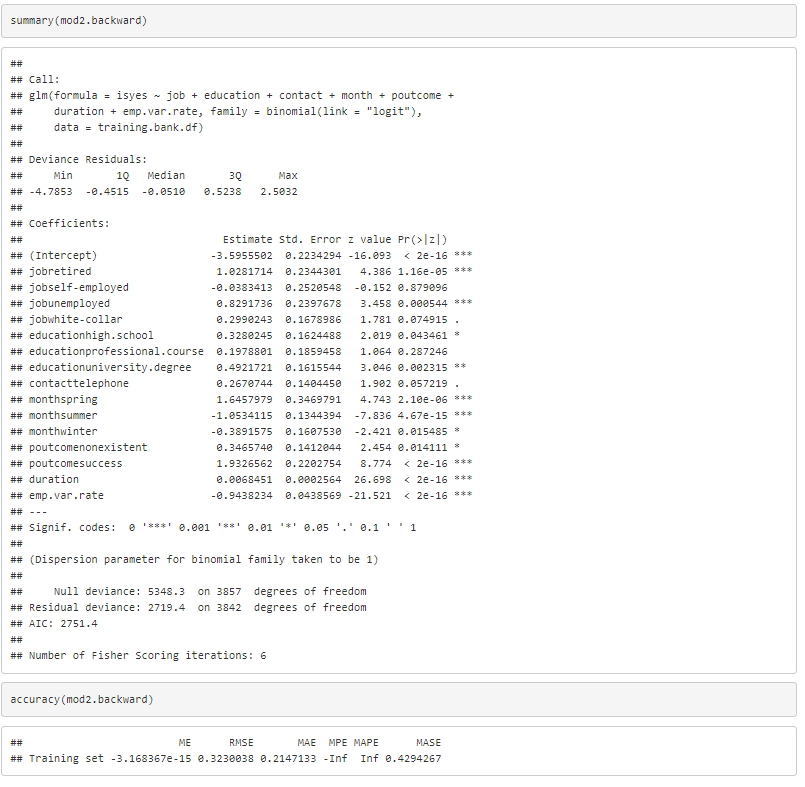 summary(mod2.backward)
##
## Call:
## glm(formula = isyes ~ job + education + contact + month + poutcome +
##     duration + emp.var.rate, family = binomial(link = "logit"),
##     data = training.bank.df)
##
## Deviance Residuals:
##     Min       1Q   Median       3Q      Max
## -4.7853  -0.4515  -0.0510   0.5238   2.5032
##
## Coefficients:
##                                Estimate Std. Error z value Pr(>|z|)
## (Intercept)                  -3.5955502  0.2234294 -16.093  < 2e-16 ***
## jobretired                    1.0281714  0.2344301   4.386 1.16e-05 ***
## jobself-employed             -0.0383413  0.2520548  -0.152 0.879096
## jobunemployed                 0.8291736  0.2397678   3.458 0.000544 ***
## jobwhite-collar               0.2990243  0.1678986   1.781 0.074915 .
## educationhigh.school          0.3280245  0.1624488   2.019 0.043461 *
## educationprofessional.course  0.1978801  0.1859458   1.064 0.287246
## educationuniversity.degree    0.4921721  0.1615544   3.046 0.002315 **
## contacttelephone              0.2670744  0.1404450   1.902 0.057219 .
## monthspring                   1.6457979  0.3469791   4.743 2.10e-06 ***
## monthsummer                  -1.0534115  0.1344394  -7.836 4.67e-15 ***
## monthwinter                  -0.3891575  0.1607530  -2.421 0.015485 *
## poutcomenonexistent           0.3465740  0.1412044   2.454 0.014111 *
## poutcomesuccess               1.9326562  0.2202754   8.774  < 2e-16 ***
## duration                      0.0068451  0.0002564  26.698  < 2e-16 ***
## emp.var.rate                 -0.9438234  0.0438569 -21.521  < 2e-16 ***
## ---
## Signif. codes:  0 '***' 0.001 '**' 0.01 '*' 0.05 '.' 0.1 ' ' 1
##
## (Dispersion parameter for binomial family taken to be 1)
##
##     Null deviance: 5348.3  on 3857  degrees of freedom
## Residual deviance: 2719.4  on 3842  degrees of freedom
## AIC: 2751.4
##
## Number of Fisher Scoring iterations: 6
accuracy(mod2.backward)
##                         ME      RMSE       MAE  MPE MAPE      MASE
## Training set -3.168367e-15 0.3230038 0.2147133 -Inf  Inf 0.4294267